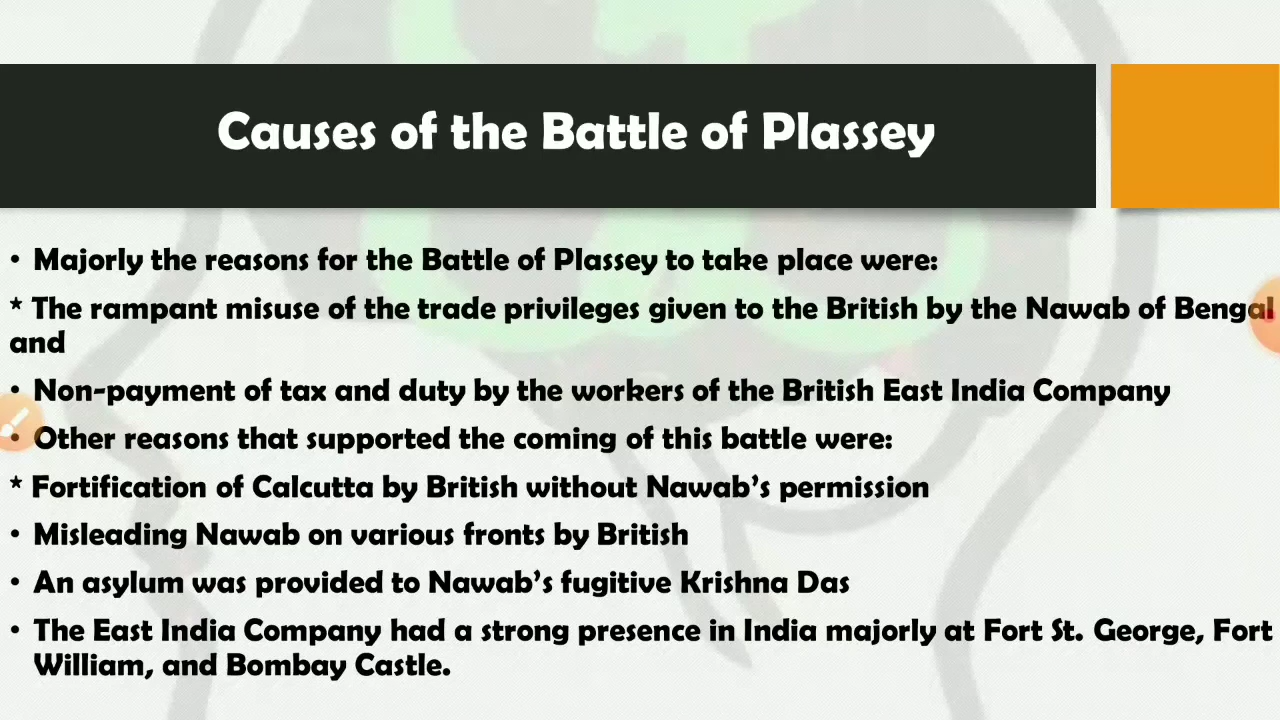 Causes of the Battle of Plassey
• Majorly the reasons for the Battle of Plassey to take place were:
* The rampant misuse of the trade privileges given to the British by the Nawab of Bengal
and
• Non-payment of tax and duty by the workers of the British East India Company
• Other reasons that supported the coming of this battle were:
* Fortification of Calcutta by British without Nawab’s permission
• Misleading Nawab on various fronts by British
• An asylum was provided to Nawab’s fugitive Krishna Das
• The East India Company had a strong presence in India majorly at Fort St. George, Fort
William, and Bombay Castle.